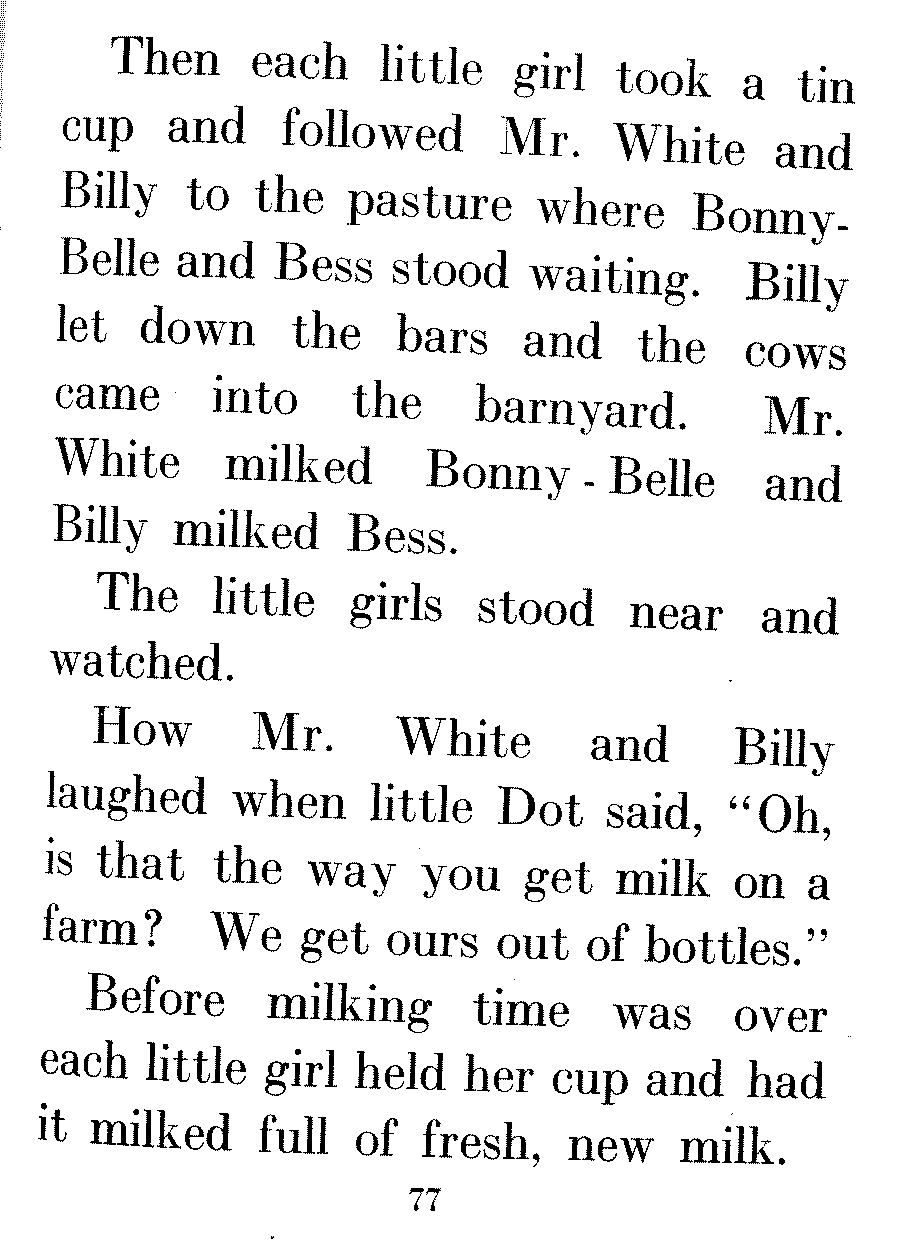 Then each little girl took a tin
cup and followed Mr. White and
Billy to the pasture where Bonny-
Belle and Bess stood waiting. Billy
let down the bars and the cows
came into the barnyard. Mr.
White milked Bonny - Belle and
Billy milked Bess.
The little girls stood near and
watched.
How Mr. White and Billy
laughed when little Dot said, “Oh,
is that the way you get milk on a
farm? We get ours out of bottles.”
Before milking time was over
each little girl held her cup and had
it milked full of fresh, new milk.
77